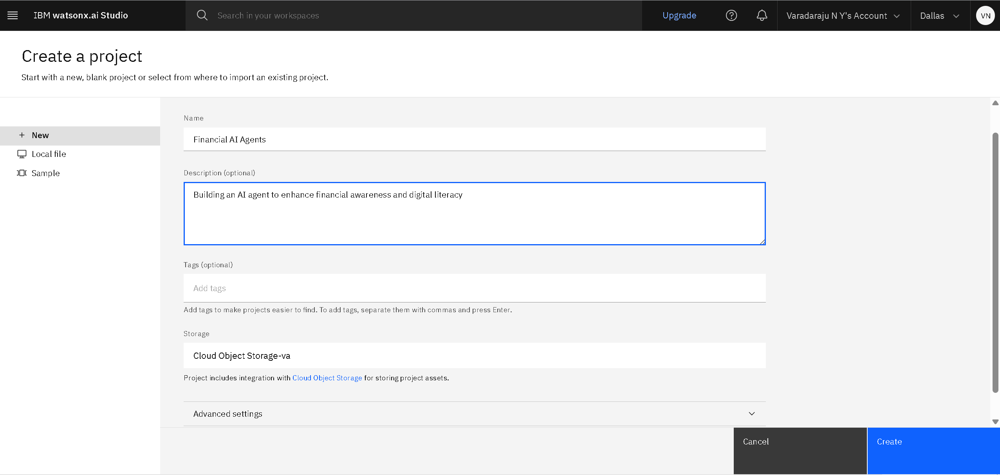 IBM watsonx.ai Studio
Search in your workspaces
Upgrade
Varadaraju N Y's Account
Dallas
VN
Create a project
Start with a new, blank project or select from where to import an existing project.
New
Local file
Sample
Name
Financial AI Agents
Description (optional)
Building an AI agent to enhance financial awareness and digital literacy
Tags (optional)
Add tags
Add tags to make projects easier to find. To add tags, separate them with commas and press Enter.
Storage
Cloud Object Storage-va
Project includes integration with Cloud Object Storage for storing project assets.
Advanced settings
Cancel
Create